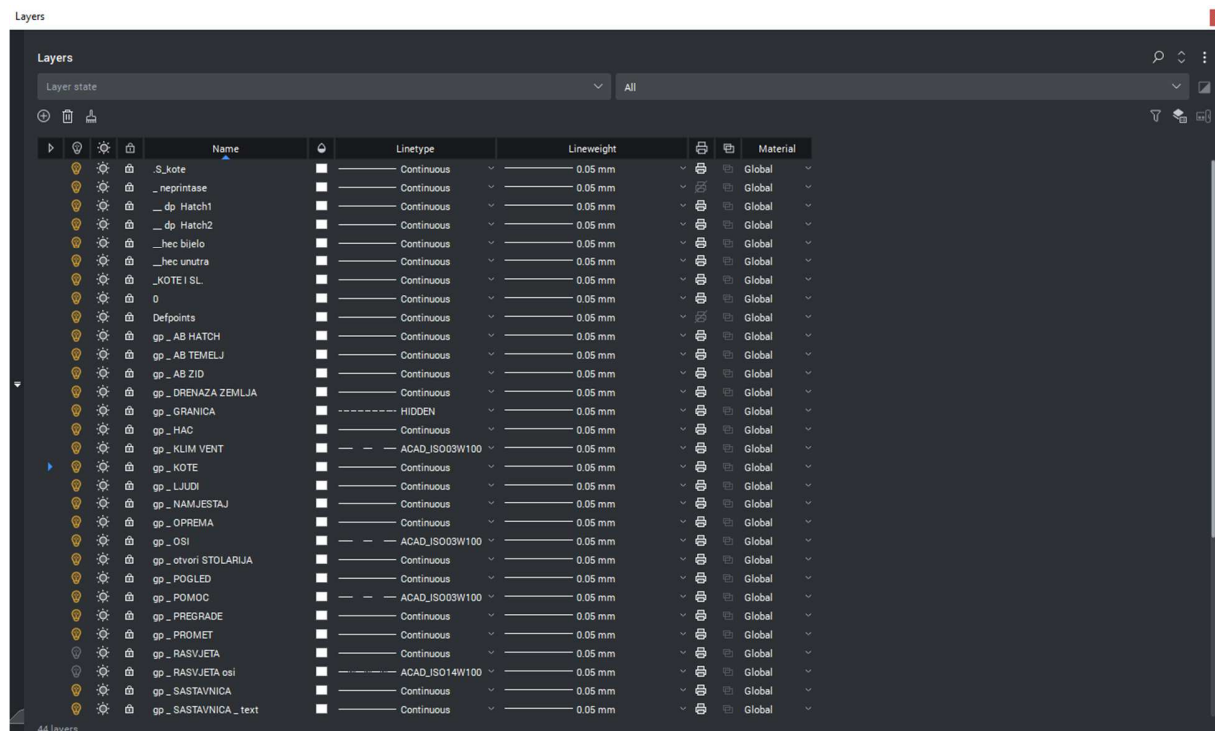 Layers
Layers
Layer state All
Name Linetype Lineweight Material
.S_kote Continuous 0.05 mm Global
_ neprintase Continuous 0.05 mm Global
__ dp Hatch1 Continuous 0.05 mm Global
__ dp Hatch2 Continuous 0.05 mm Global
__hec bijelo Continuous 0.05 mm Global
__hec unutra Continuous 0.05 mm Global
_KOTE I SL. Continuous 0.05 mm Global
0 Continuous 0.05 mm Global
Defpoints Continuous 0.05 mm Global
gp _ AB HATCH Continuous 0.05 mm Global
gp _ AB TEMELJ Continuous 0.05 mm Global
gp _ AB ZID Continuous 0.05 mm Global
gp _ DRENAZA ZEMLJA Continuous 0.05 mm Global
gp _ GRANICA HIDDEN 0.05 mm Global
gp _ HAC Continuous 0.05 mm Global
gp _ KLIM VENT ACAD_ISO03W100 0.05 mm Global
gp _ KOTE Continuous 0.05 mm Global
gp _ LJUDI Continuous 0.05 mm Global
gp _ NAMJESTAJ Continuous 0.05 mm Global
gp _ OPREMA Continuous 0.05 mm Global
gp _ OSI ACAD_ISO03W100 0.05 mm Global
gp _ otvori STOLARIJA Continuous 0.05 mm Global
gp _ POGLED Continuous 0.05 mm Global
gp _ POMOC ACAD_ISO03W100 0.05 mm Global
gp _ PREGRADE Continuous 0.05 mm Global
gp _ PROMET Continuous 0.05 mm Global
gp _ RASVJETA Continuous 0.05 mm Global
gp _ RASVJETA osi ACAD_ISO14W100 0.05 mm Global
gp _ SASTAVNICA Continuous 0.05 mm Global
gp _ SASTAVNICA _ text Continuous 0.05 mm Global
44 layers